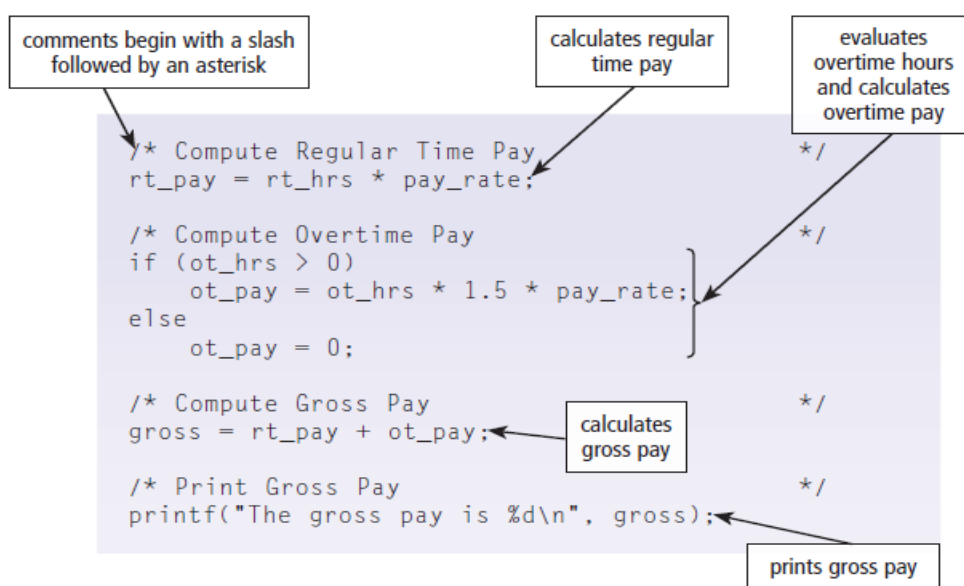 comments begin with a slash
followed by an asterisk
calculates regular
time pay
evaluates
overtime hours
and calculates
overtime pay
/* Compute Regular Time Pay */
rt_pay = rt_hrs * pay_rate;
/* Compute Overtime Pay */
if (ot_hrs > 0)
    ot_pay = ot_hrs * 1.5 * pay_rate;
else
    ot_pay = 0;
/* Compute Gross Pay */
gross = rt_pay + ot_pay;
calculates
gross pay
/* Print Gross Pay */
printf("The gross pay is %d\n", gross);
prints gross pay